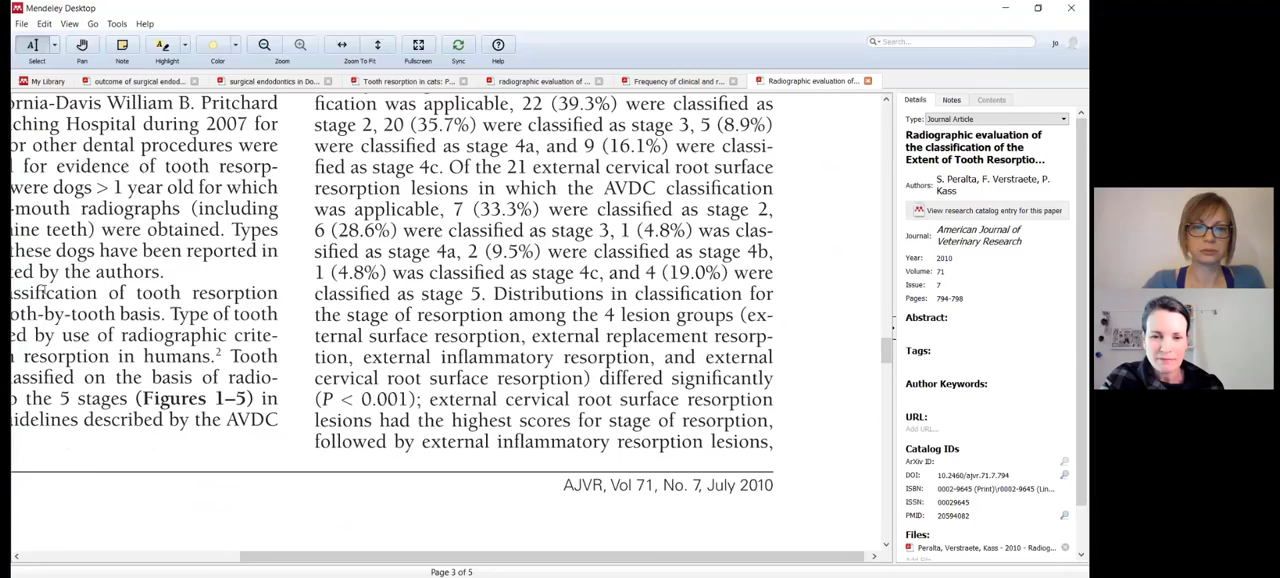 Mendeley Desktop
File Edit View Go Tools Help
Select Pan Note Highlight Color Zoom Zoom To Fit Fullscreen Sync Help
Search...
Jo
My Library
outcome of surgical endod...
surgical endodontics in Do...
Tooth resorption in cats: P...
radiographic evaluation of ...
Frequency of clinical and r...
Radiographic evaluation of...
ornia-Davis William B. Pritchard
ching Hospital during 2007 for
or other dental procedures were
for evidence of tooth resorp-
were dogs > 1 year old for which
-mouth radiographs (including
ine teeth) were obtained. Types
these dogs have been reported in
ted by the authors.
ssification of tooth resorption
oth-by-tooth basis. Type of tooth
ed by use of radiographic crite-
resorption in humans.2 Tooth
assified on the basis of radio-
o the 5 stages (Figures 1–5) in
idelines described by the AVDC
fication was applicable, 22 (39.3%) were classified as
stage 2, 20 (35.7%) were classified as stage 3, 5 (8.9%)
were classified as stage 4a, and 9 (16.1%) were classi-
fied as stage 4c. Of the 21 external cervical root surface
resorption lesions in which the AVDC classification
was applicable, 7 (33.3%) were classified as stage 2,
6 (28.6%) were classified as stage 3, 1 (4.8%) was clas-
sified as stage 4a, 2 (9.5%) were classified as stage 4b,
1 (4.8%) was classified as stage 4c, and 4 (19.0%) were
classified as stage 5. Distributions in classification for
the stage of resorption among the 4 lesion groups (ex-
ternal surface resorption, external replacement resorp-
tion, external inflammatory resorption, and external
cervical root surface resorption) differed significantly
(P < 0.001); external cervical root surface resorption
lesions had the highest scores for stage of resorption,
followed by external inflammatory resorption lesions,
AJVR, Vol 71, No. 7, July 2010
Page 3 of 5
Details Notes Contents
Type: Journal Article
Radiographic evaluation of
the classification of the
Extent of Tooth Resorptio...
Authors: S. Peralta, F. Verstraete, P.
Kass
View research catalog entry for this paper
Journal: American Journal of
Veterinary Research
Year: 2010
Volume: 71
Issue: 7
Pages: 794-798
Abstract:
Tags:
Author Keywords:
URL:
Add URL...
Catalog IDs
ArXiv ID:
DOI: 10.2460/ajvr.71.7.794
ISBN: 0002-9645 (Print)\r0002-9645 (Lin...
ISSN: 00029645
PMID: 20594082
Files:
Peralta, Verstraete, Kass - 2010 - Radiog...